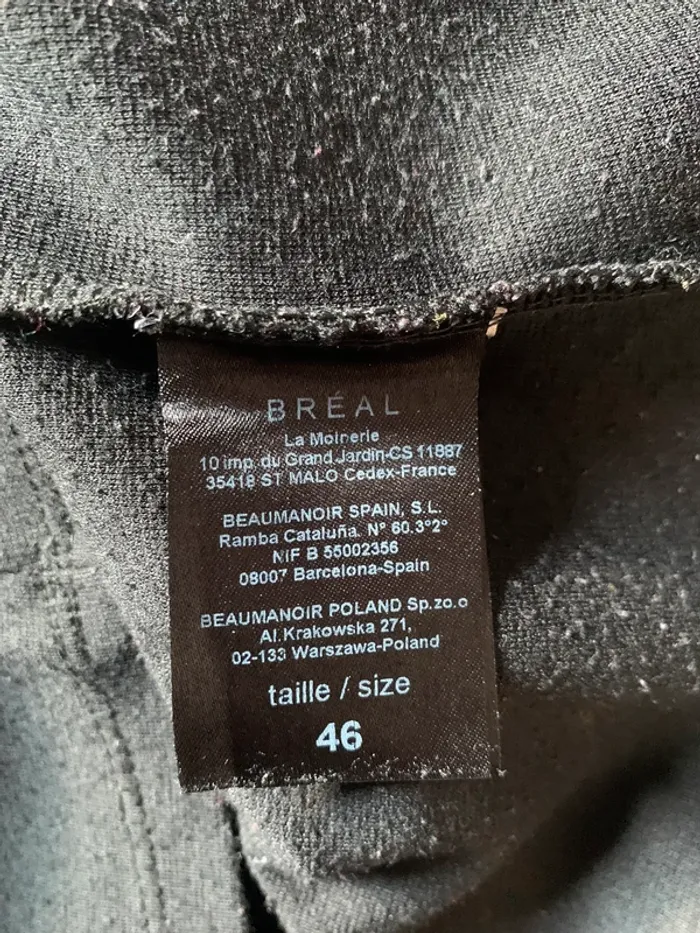 BRÉAL
La Moinerie
10 imp. du Grand Jardin-CS 11887
35418 ST MALO Cedex-France
BEAUMANOIR SPAIN, S.L.
Ramba Cataluña. Nº 60.3°2°
NIF B 55002356
08007 Barcelona-Spain
BEAUMANOIR POLAND Sp.zo.o
Al.Krakowska 271,
02-133 Warszawa-Poland
taille / size
46